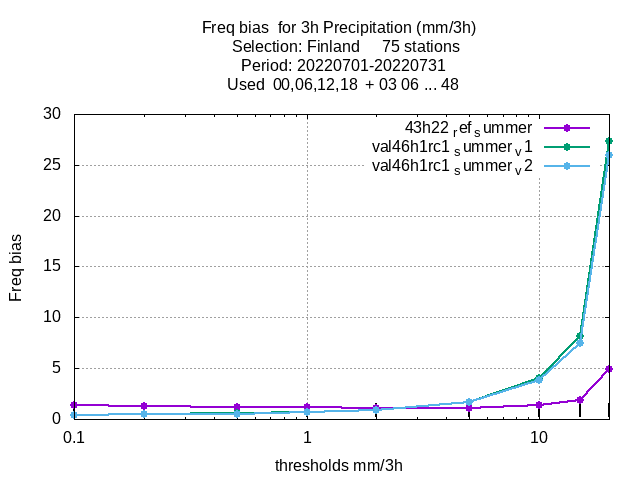 Freq bias  for 3h Precipitation (mm/3h)
Selection: Finland     75 stations
Period: 20220701-20220731
Used  00,06,12,18  + 03 06 ... 48
43h22 ref summer
val46h1rc1 summer v1
val46h1rc1 summer v2
30
25
20
15
10
5
0
Freq bias
0.1 1 10
thresholds mm/3h